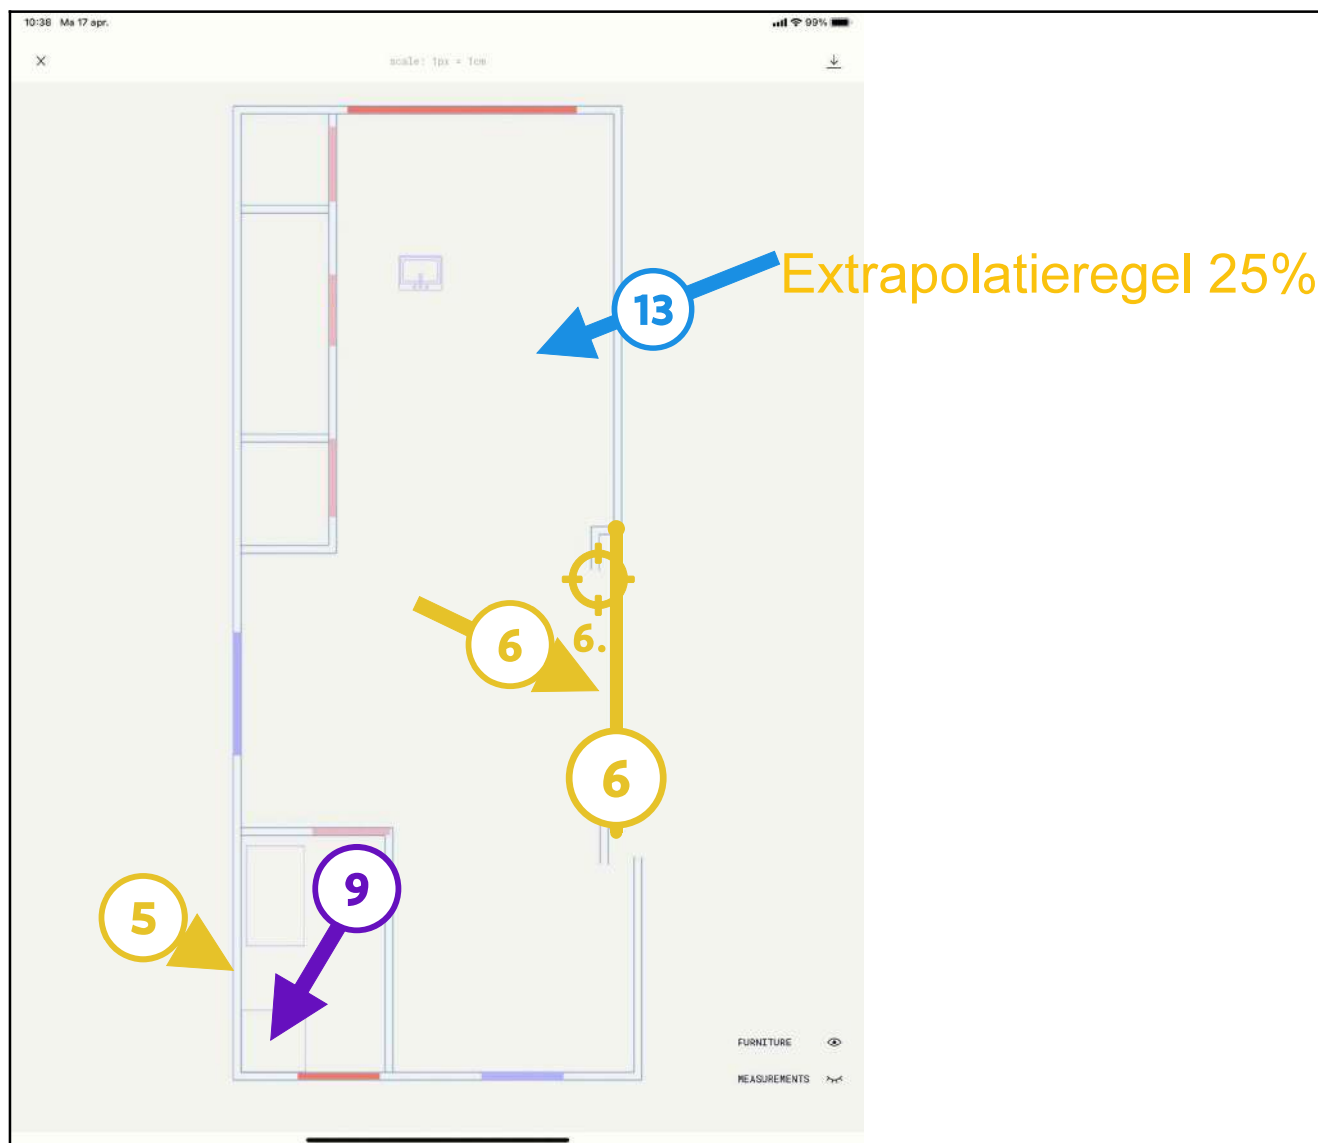 10:38 Ma 17 apr. 99%
scale: 1px = 1cm
Extrapolatieregel 25%
13
6
6.
6
9
5
FURNITURE
MEASUREMENTS